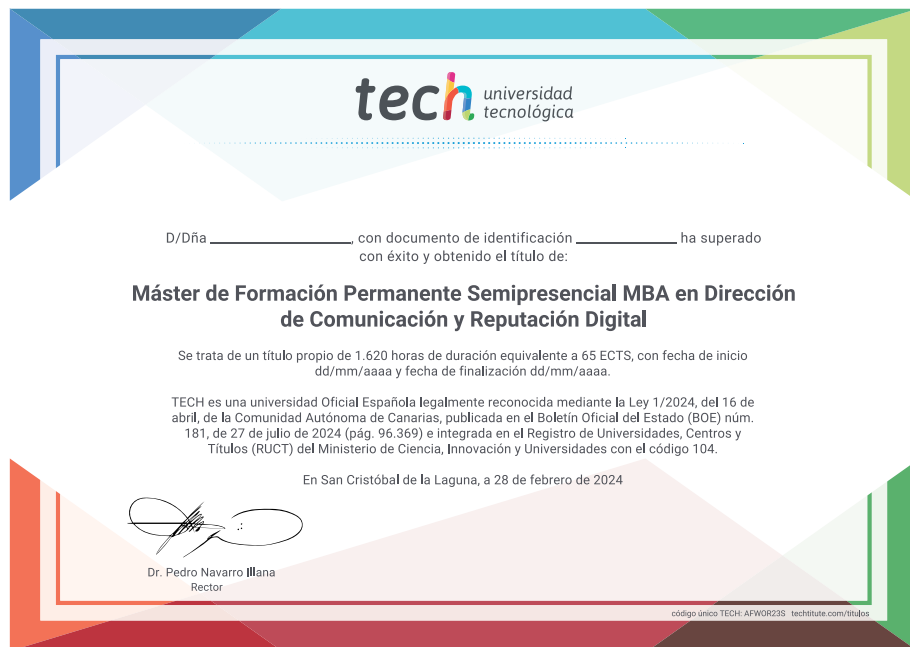 tech universidad
tecnológica
D/Dña ____________________, con documento de identificación ______________ ha superado
con éxito y obtenido el título de:
Máster de Formación Permanente Semipresencial MBA en Dirección
de Comunicación y Reputación Digital
Se trata de un título propio de 1.620 horas de duración equivalente a 65 ECTS, con fecha de inicio
dd/mm/aaaa y fecha de finalización dd/mm/aaaa.
TECH es una universidad Oficial Española legalmente reconocida mediante la Ley 1/2024, del 16 de
abril, de la Comunidad Autónoma de Canarias, publicada en el Boletín Oficial del Estado (BOE) núm.
181, de 27 de julio de 2024 (pág. 96.369) e integrada en el Registro de Universidades, Centros y
Títulos (RUCT) del Ministerio de Ciencia, Innovación y Universidades con el código 104.
En San Cristóbal de la Laguna, a 28 de febrero de 2024
Dr. Pedro Navarro Illana
Rector
código único TECH: AFWOR23S techtitute.com/titulos